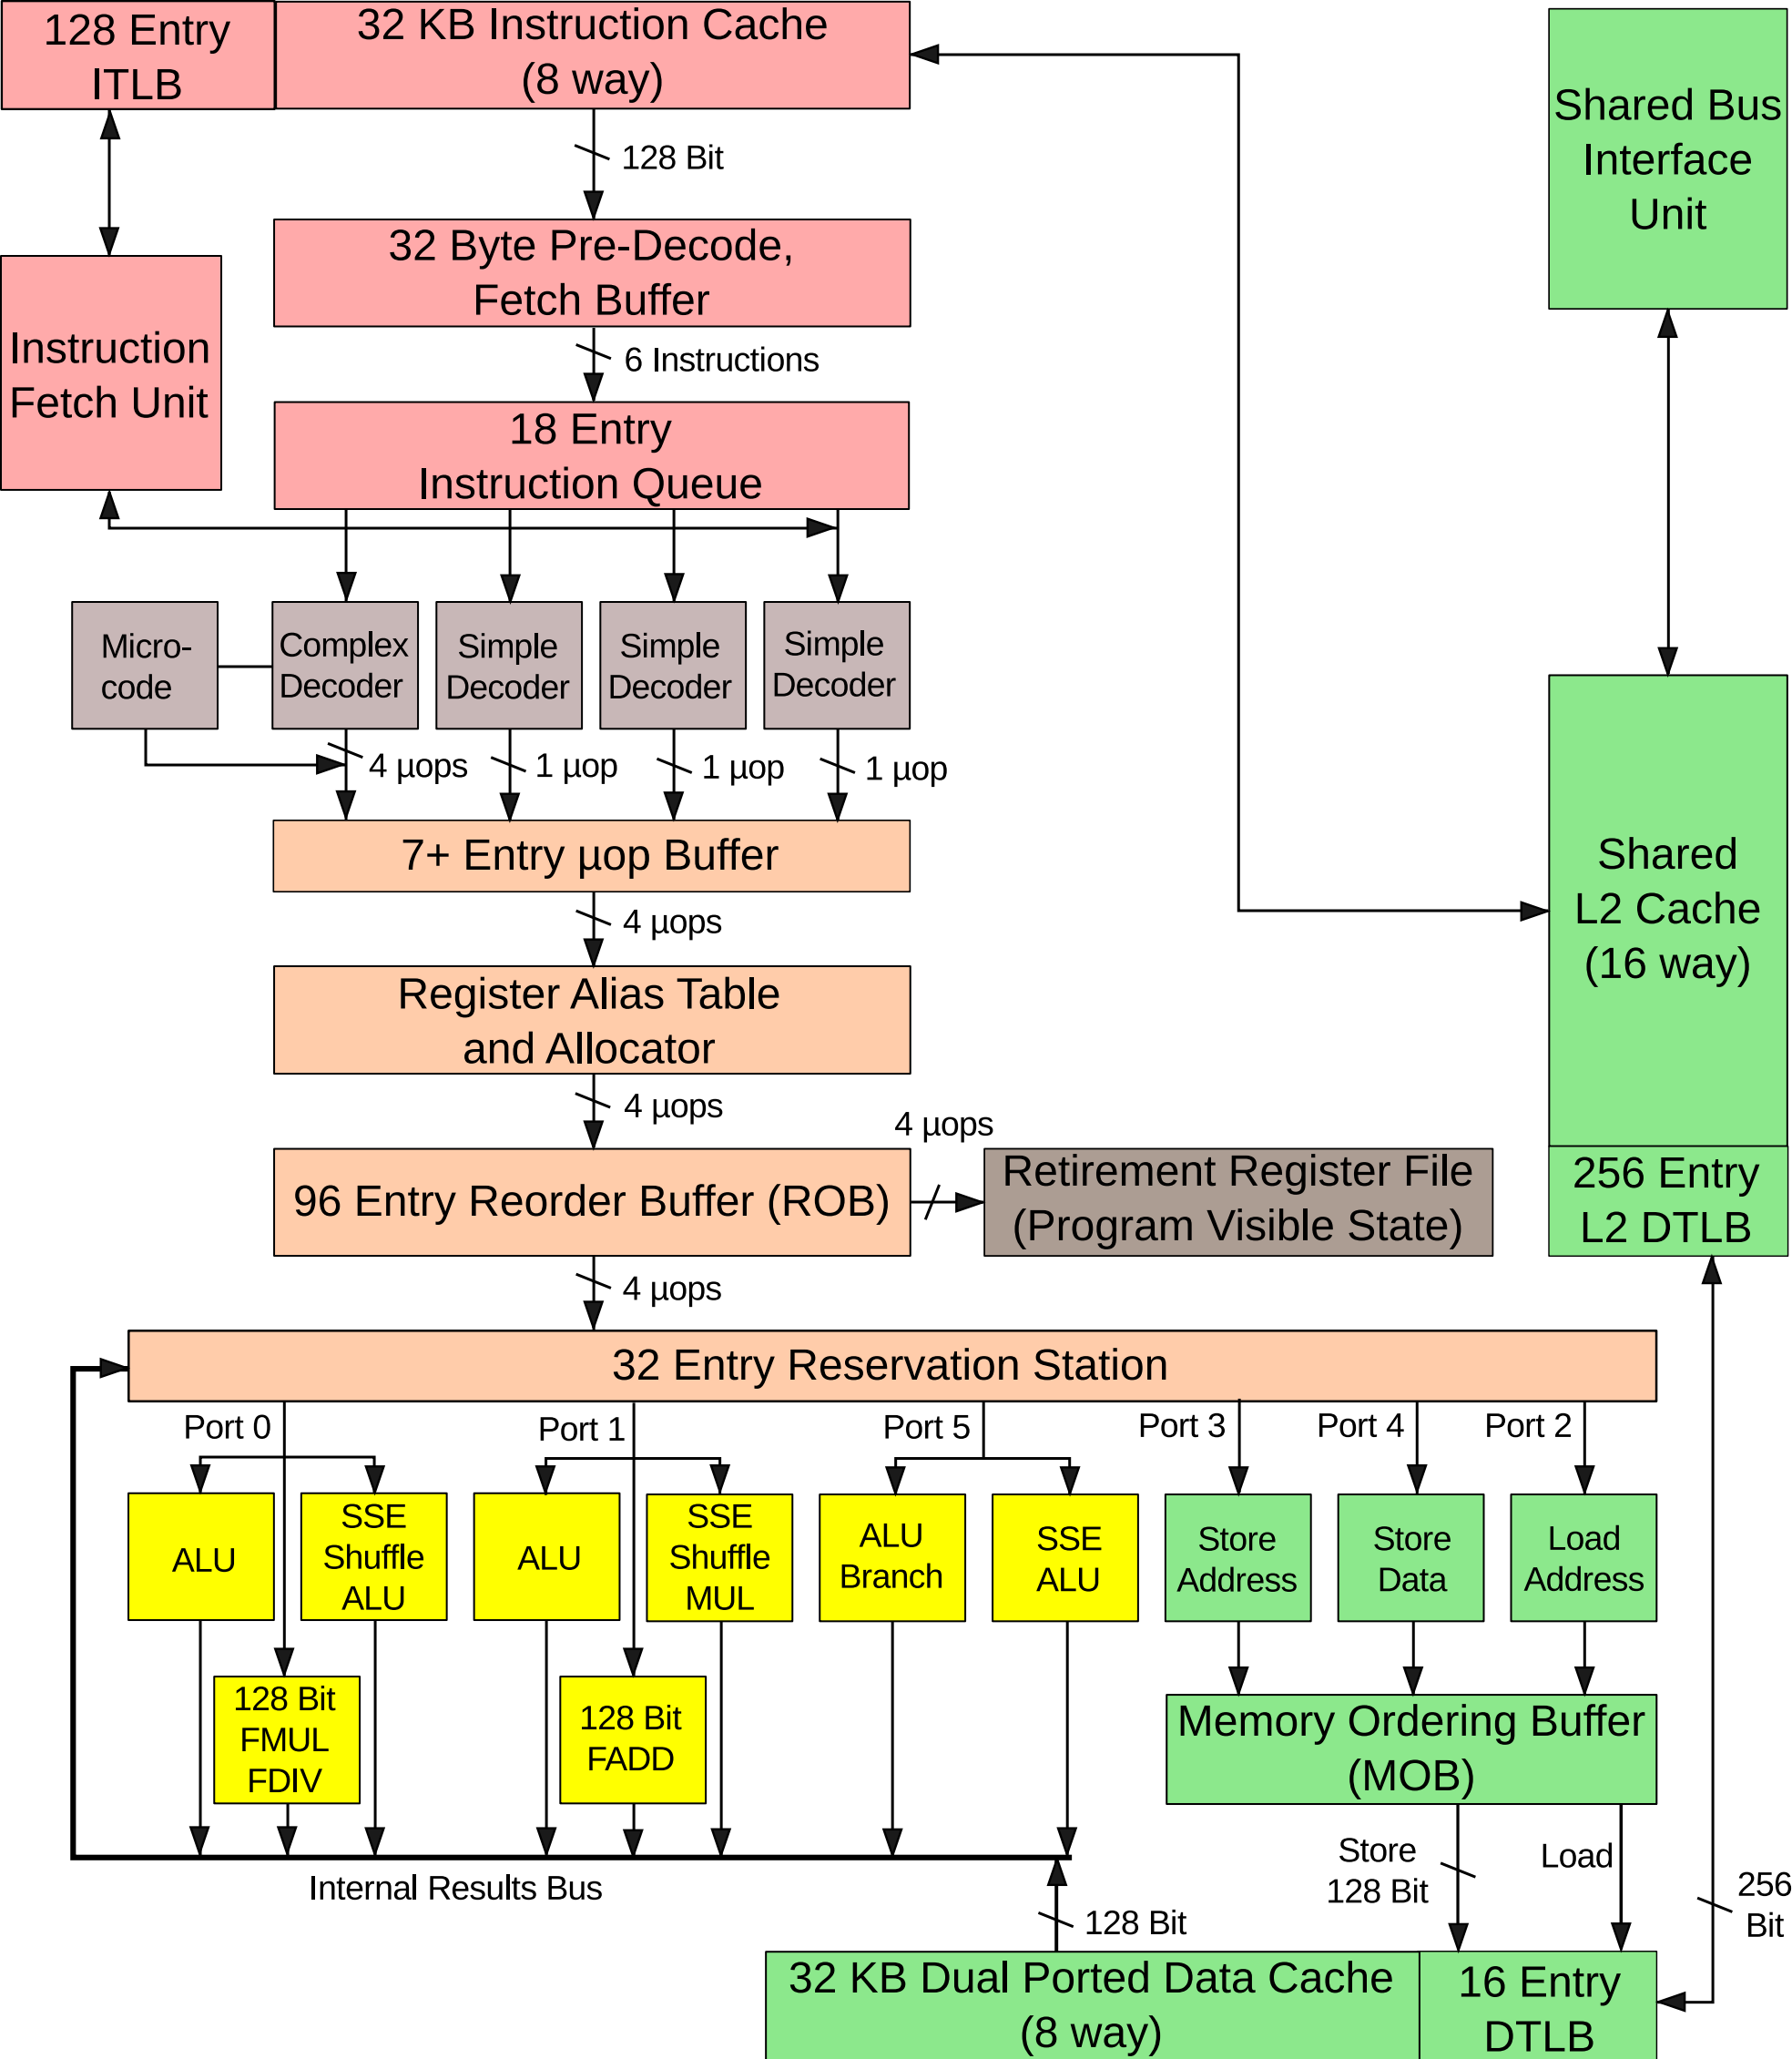 128 Entry
ITLB
32 KB Instruction Cache
(8 way)
Shared Bus
Interface
Unit
128 Bit
32 Byte Pre-Decode,
Fetch Buffer
Instruction
Fetch Unit
6 Instructions
18 Entry
Instruction Queue
Micro-
code
Complex
Decoder
Simple
Decoder
Simple
Decoder
Simple
Decoder
4 µops
1 µop
1 µop
1 µop
7+ Entry µop Buffer
Shared
L2 Cache
(16 way)
4 µops
Register Alias Table
and Allocator
4 µops
4 µops
96 Entry Reorder Buffer (ROB)
Retirement Register File
(Program Visible State)
256 Entry
L2 DTLB
4 µops
32 Entry Reservation Station
Port 0
Port 1
Port 5
Port 3
Port 4
Port 2
ALU
SSE
Shuffle
ALU
ALU
SSE
Shuffle
MUL
ALU
Branch
SSE
ALU
Store
Address
Store
Data
Load
Address
128 Bit
FMUL
FDIV
128 Bit
FADD
Memory Ordering Buffer
(MOB)
Internal Results Bus
Store
128 Bit
Load
256
Bit
128 Bit
32 KB Dual Ported Data Cache
(8 way)
16 Entry
DTLB